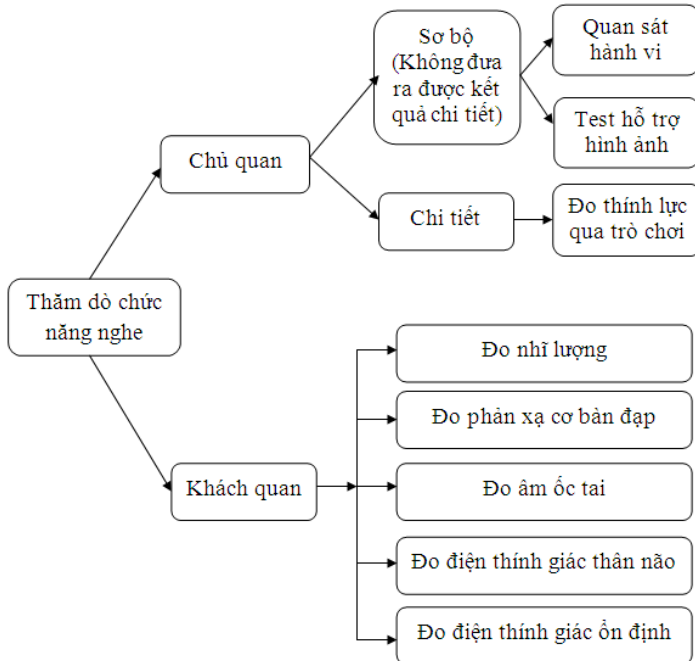 Sơ bộ
(Không đưa
ra được kết
quả chi tiết)
Quan sát
hành vi
Test hỗ trợ
hình ảnh
Chủ quan
Chi tiết
Đo thính lực
qua trò chơi
Thăm dò chức
năng nghe
Đo nhĩ lượng
Đo phản xạ cơ bàn đạp
Khách quan
Đo âm ốc tai
Đo điện thính giác thân não
Đo điện thính giác ổn định